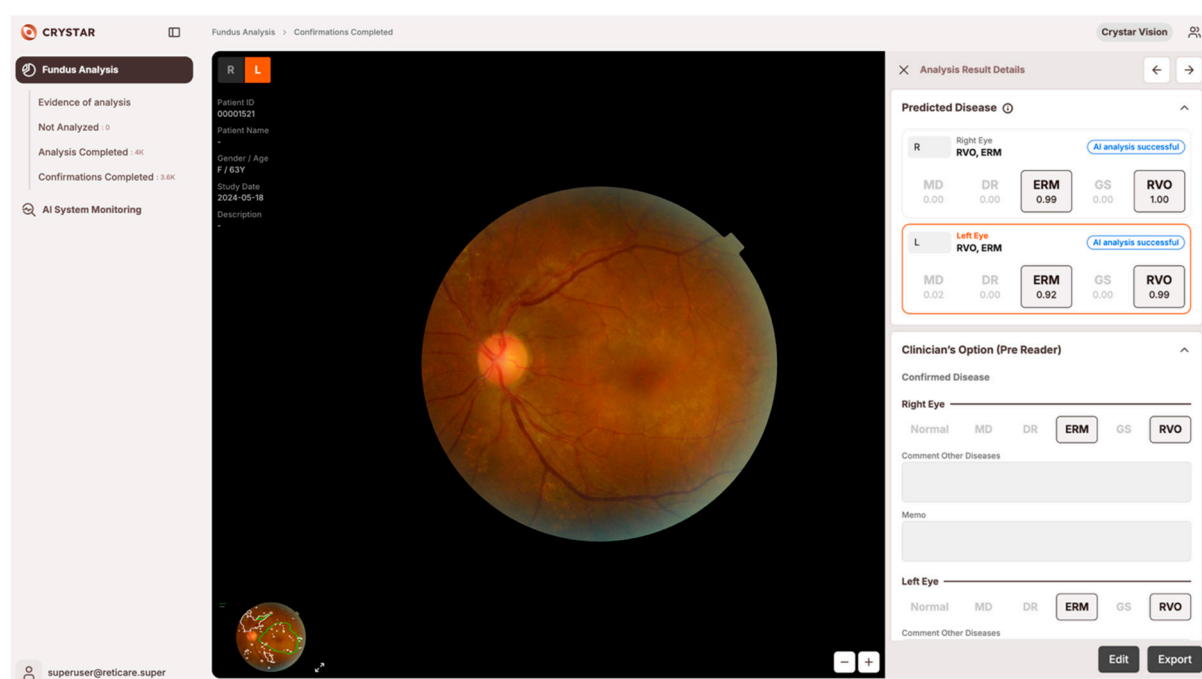 CRYSTAR
Fundus Analysis > Confirmations Completed
Crystar Vision
Fundus Analysis
Evidence of analysis
Not Analyzed : 0
Analysis Completed : 4K
Confirmations Completed : 3.6K
AI System Monitoring
superuser@reticare.super
R L
Patient ID
00001521
Patient Name
-
Gender / Age
F / 63Y
Study Date
2024-05-18
Description
-
Analysis Result Details
Predicted Disease
R
Right Eye
RVO, ERM
AI analysis successful
MD DR ERM GS RVO
0.00 0.00 0.99 0.00 1.00
L
Left Eye
RVO, ERM
AI analysis successful
MD DR ERM GS RVO
0.02 0.00 0.92 0.00 0.99
Clinician's Option (Pre Reader)
Confirmed Disease
Right Eye
Normal MD DR ERM GS RVO
Comment Other Diseases
Memo
Left Eye
Normal MD DR ERM GS RVO
Comment Other Diseases
Edit Export